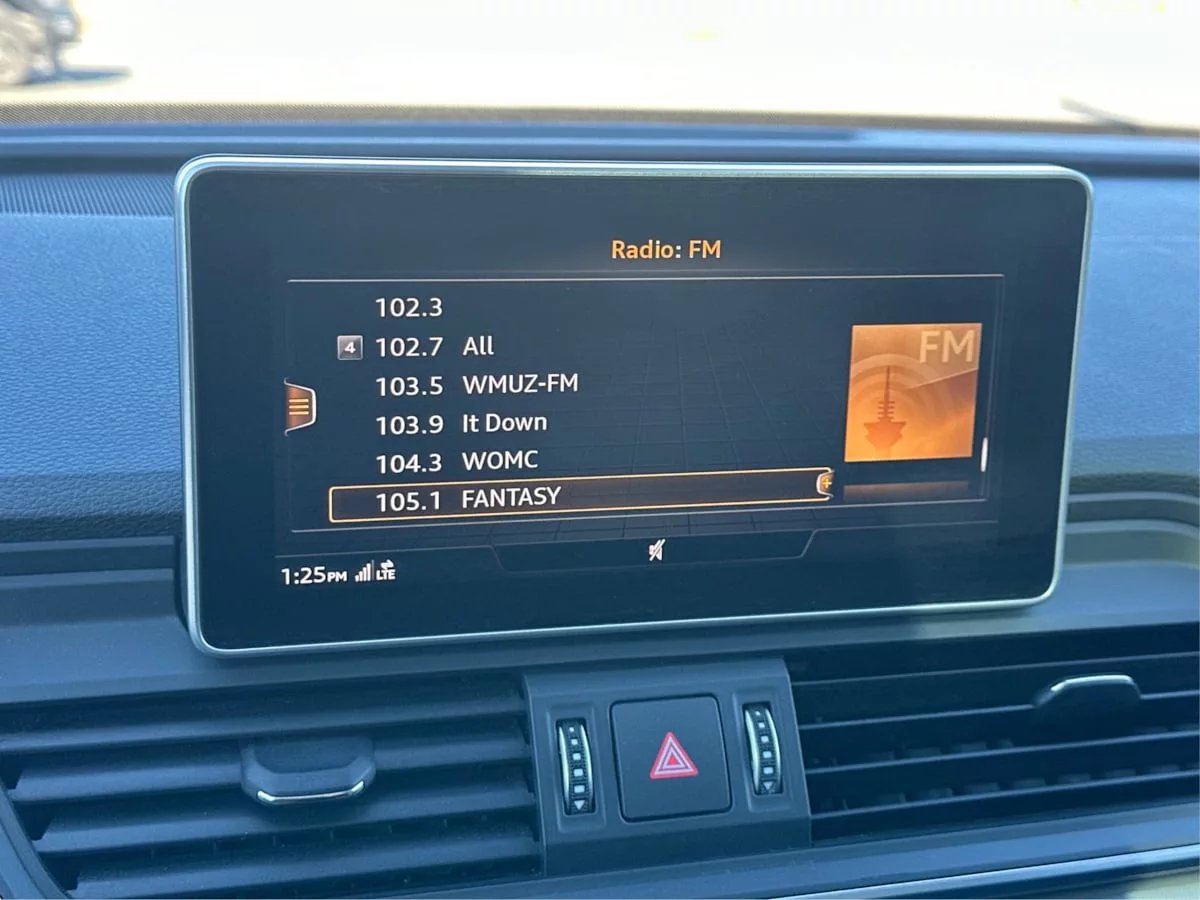 Radio: FM
102.3
4 102.7 All
FM
103.5 WMUZ-FM
103.9 It Down
104.3 WOMC
105.1 FANTASY
1:25PM LTE